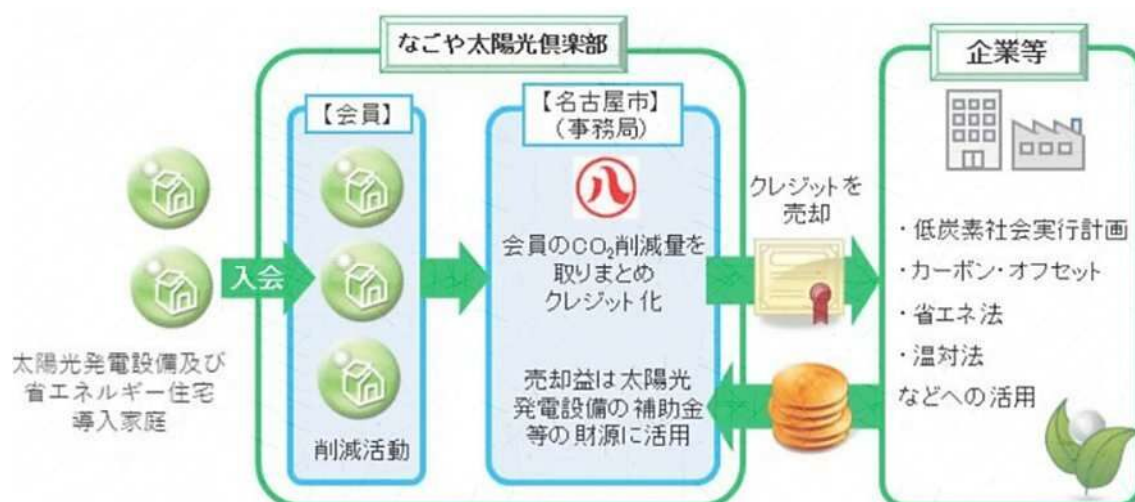 なごや太陽光倶楽部
企業等
【会員】
【名古屋市】
(事務局)
八
クレジットを
売却
会員のCO₂削減量を
取りまとめ
クレジット化
入会
・低炭素社会実行計画
・カーボン・オフセット
・省エネ法
・温対法
などへの活用
太陽光発電設備及び
省エネルギー住宅
導入家庭
削減活動
売却益は太陽光
発電設備の補助金
等の財源に活用